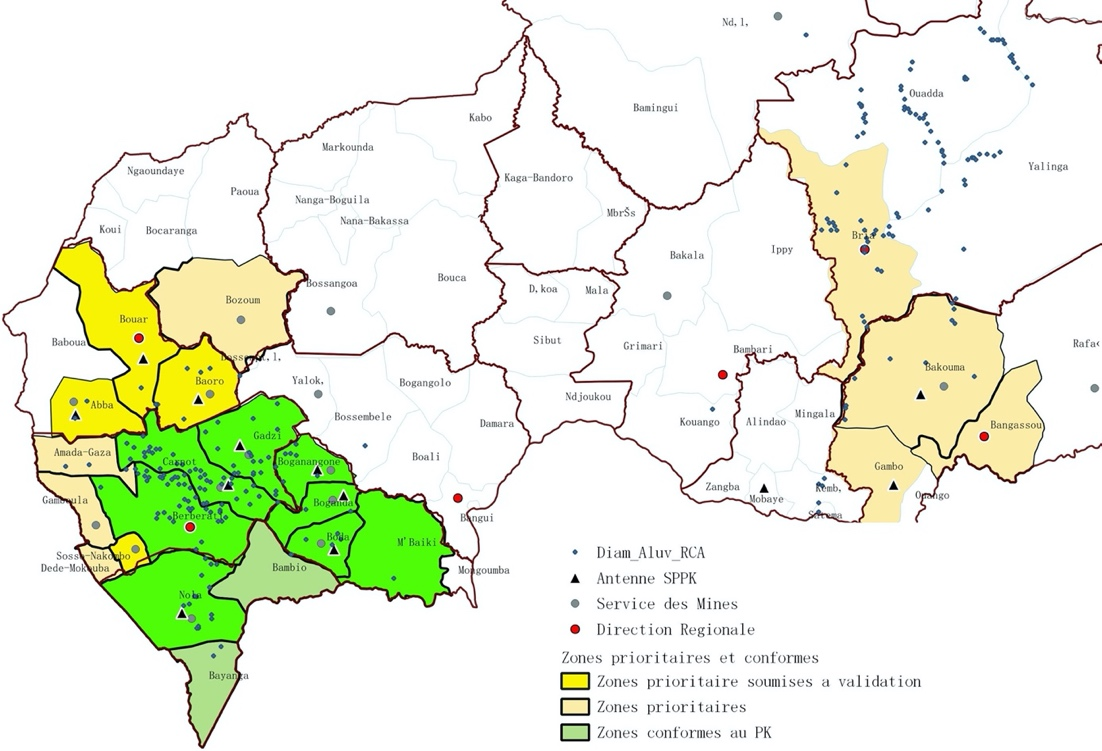 Nd,l,
Ouadda
Bamingui
Kabo
Markounda
Yalinga
Ngaoundaye
Kaga-Bandoro
Paoua
Nanga-Boguila
MbrŠs
Nana-Bakassa
Koui
Bocaranga
Bria
Ippy
Bakala
Bouca
Bossangoa
D,koa
Mala
Bozoum
Bouar
Baboua
Sibut
Grimari
Bambari
Bakouma
Baoro
Yalok,
Bogangolo
Ndjoukou
Abba
Bossembele
Kouango
Alindao
Mingala
Damara
Bangassou
Gadzi
Amada-Gaza
Carnot
Boganangone
Boali
Gambo
Gamboula
Boganda
Zangba
Mobaye
Kemb,
Ouango
Satema
Berberati
Bangui
Boda
M'Baiki
Sosso-Nakombo
Dede-Mokouba
Bambio
Mongoumba
Nola
Bayanga
Diam_Aluv_RCA
Antenne SPPK
Service des Mines
Direction Regionale
Zones prioritaires et conformes
Zones prioritaire soumises a validation
Zones prioritaires
Zones conformes au PK